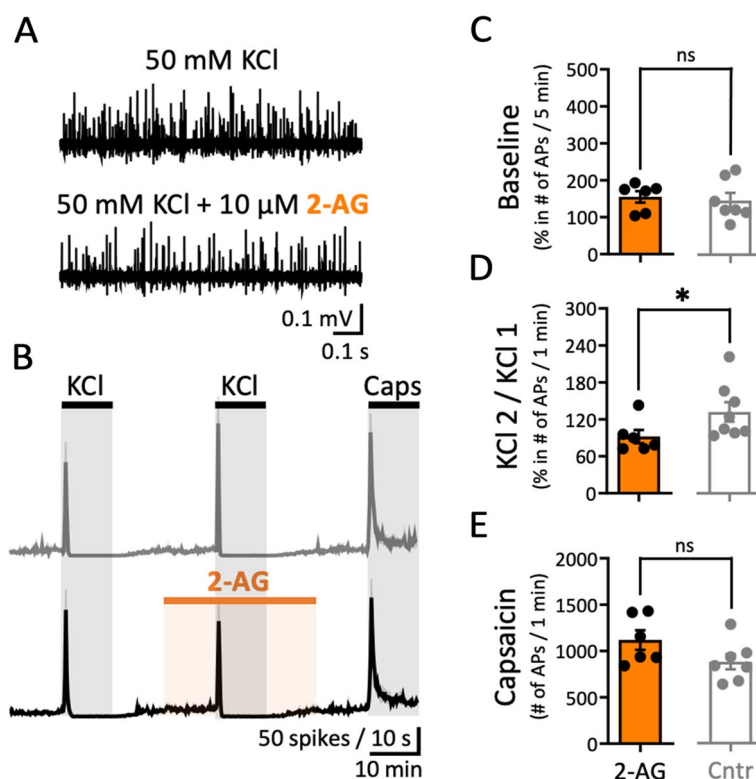 A
50 mM KCl
50 mM KCl + 10 µM 2-AG
0.1 mV
0.1 s
B
KCl
KCl
Caps
2-AG
50 spikes / 10 s
10 min
C
ns
500
400
300
200
100
0
Baseline
(% in # of APs / 5 min)
D
*
300
240
180
120
60
0
KCl 2 / KCl 1
(% in # of APs / 1 min)
E
ns
2000
1500
1000
500
0
Capsaicin
(# of APs / 1 min)
2-AG
Cntr